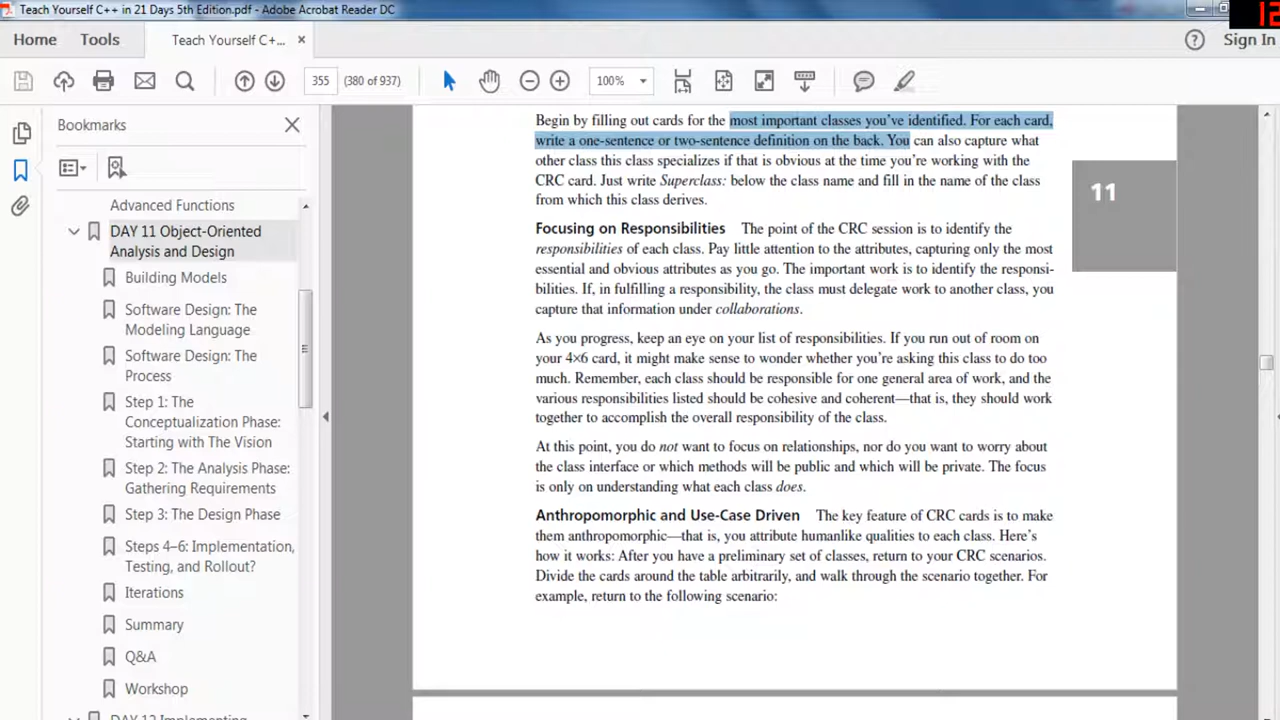 Teach Yourself C++ in 21 Days 5th Edition.pdf - Adobe Acrobat Reader DC
12
Home
Tools
Teach Yourself C+...
×
Sign In
355
(380 of 937)
100%
Bookmarks
Advanced Functions
DAY 11 Object-Oriented
Analysis and Design
Building Models
Software Design: The
Modeling Language
Software Design: The
Process
Step 1: The
Conceptualization Phase:
Starting with The Vision
Step 2: The Analysis Phase:
Gathering Requirements
Step 3: The Design Phase
Steps 4–6: Implementation,
Testing, and Rollout?
Iterations
Summary
Q&A
Workshop
DAY 12 Implementing
Begin by filling out cards for the most important classes you’ve identified. For each card,
write a one-sentence or two-sentence definition on the back. You can also capture what
other class this class specializes if that is obvious at the time you’re working with the
CRC card. Just write Superclass: below the class name and fill in the name of the class
from which this class derives.
11
Focusing on Responsibilities The point of the CRC session is to identify the
responsibilities of each class. Pay little attention to the attributes, capturing only the most
essential and obvious attributes as you go. The important work is to identify the responsi-
bilities. If, in fulfilling a responsibility, the class must delegate work to another class, you
capture that information under collaborations.
As you progress, keep an eye on your list of responsibilities. If you run out of room on
your 4×6 card, it might make sense to wonder whether you’re asking this class to do too
much. Remember, each class should be responsible for one general area of work, and the
various responsibilities listed should be cohesive and coherent—that is, they should work
together to accomplish the overall responsibility of the class.
At this point, you do not want to focus on relationships, nor do you want to worry about
the class interface or which methods will be public and which will be private. The focus
is only on understanding what each class does.
Anthropomorphic and Use-Case Driven The key feature of CRC cards is to make
them anthropomorphic—that is, you attribute humanlike qualities to each class. Here’s
how it works: After you have a preliminary set of classes, return to your CRC scenarios.
Divide the cards around the table arbitrarily, and walk through the scenario together. For
example, return to the following scenario: